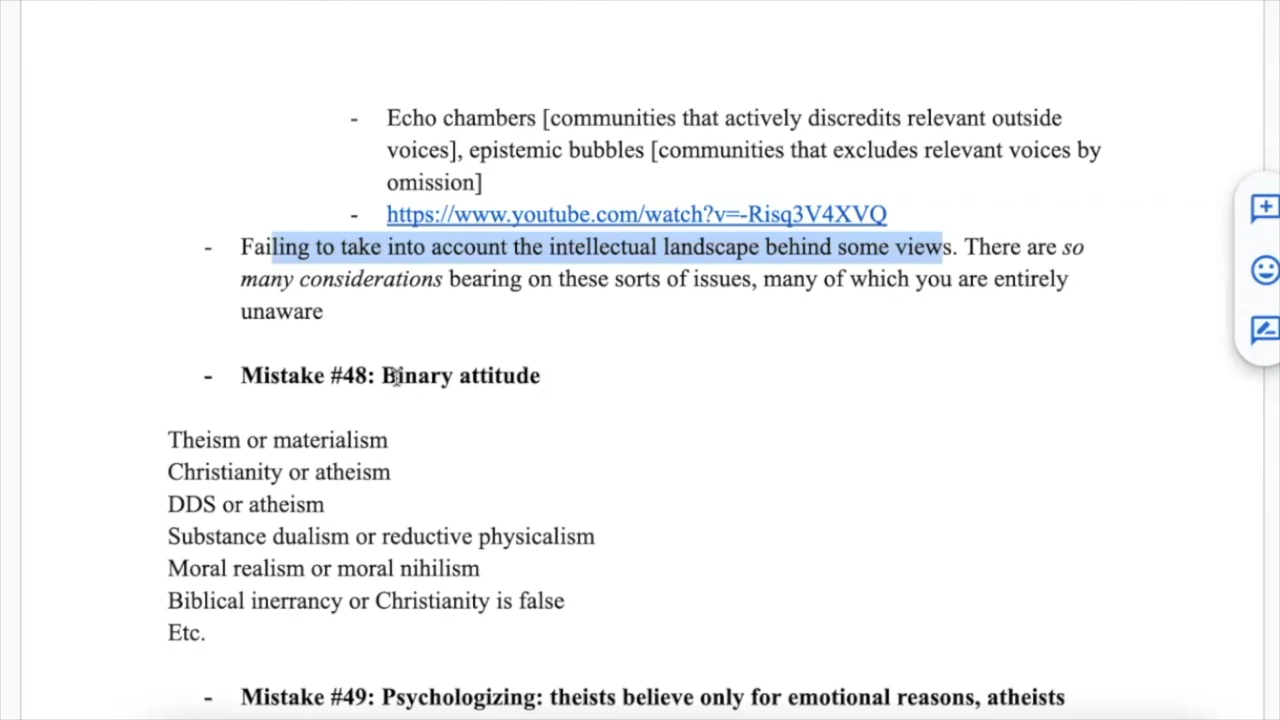 - Echo chambers [communities that actively discredits relevant outside
voices], epistemic bubbles [communities that excludes relevant voices by
omission]
- https://www.youtube.com/watch?v=-Risq3V4XVQ
- Failing to take into account the intellectual landscape behind some views. There are so
many considerations bearing on these sorts of issues, many of which you are entirely
unaware
- Mistake #48: Binary attitude
Theism or materialism
Christianity or atheism
DDS or atheism
Substance dualism or reductive physicalism
Moral realism or moral nihilism
Biblical inerrancy or Christianity is false
Etc.
- Mistake #49: Psychologizing: theists believe only for emotional reasons, atheists